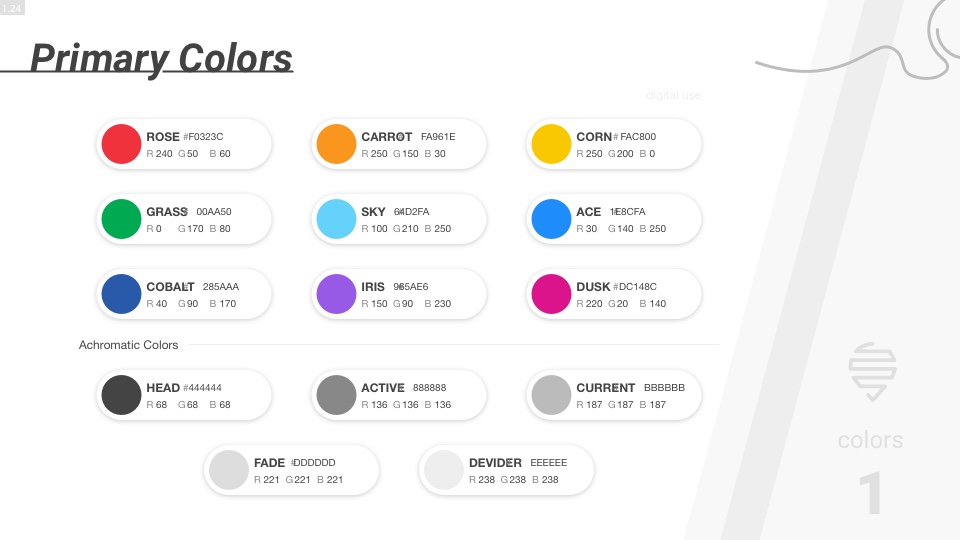 1.24
Primary Colors
digital use
ROSE #F0323C
R 240 G 50 B 60
CARROT # FA961E
R 250 G 150 B 30
CORN # FAC800
R 250 G 200 B 0
GRASS # 00AA50
R 0 G 170 B 80
SKY # 64D2FA
R 100 G 210 B 250
ACE # 1E8CFA
R 30 G 140 B 250
COBALT # 285AAA
R 40 G 90 B 170
IRIS # 965AE6
R 150 G 90 B 230
DUSK #DC148C
R 220 G 20 B 140
Achromatic Colors
HEAD #444444
R 68 G 68 B 68
ACTIVE # 888888
R 136 G 136 B 136
CURRENT # BBBBBB
R 187 G 187 B 187
FADE #DDDDDD
R 221 G 221 B 221
DEVIDER # EEEEEE
R 238 G 238 B 238
colors
1